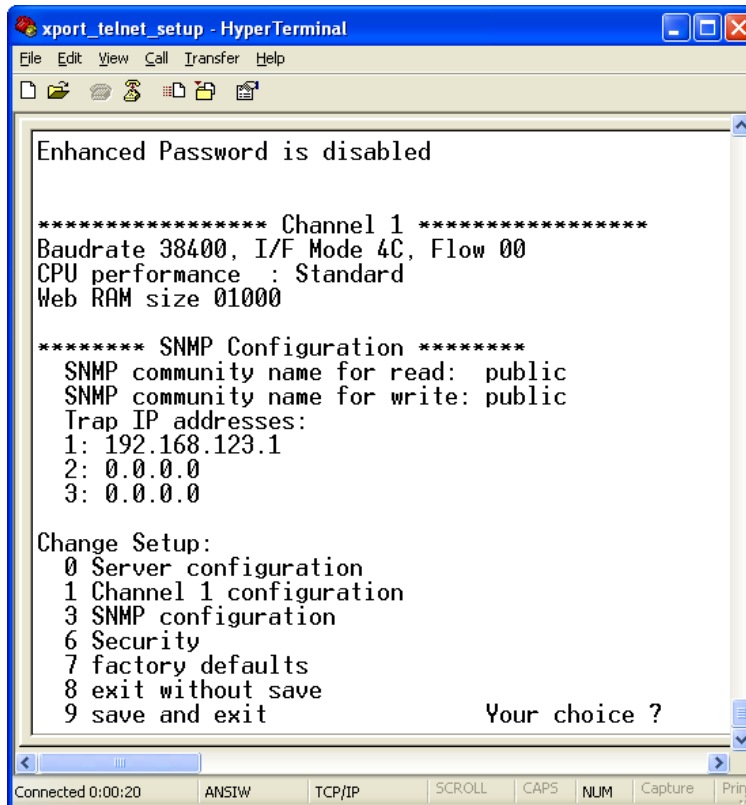 xport_telnet_setup - HyperTerminal
File Edit View Call Transfer Help
Enhanced Password is disabled
***************** Channel 1 *****************
Baudrate 38400, I/F Mode 4C, Flow 00
CPU performance  : Standard
Web RAM size 01000
******** SNMP Configuration ********
SNMP community name for read:  public
SNMP community name for write: public
Trap IP addresses:
1: 192.168.123.1
2: 0.0.0.0
3: 0.0.0.0
Change Setup:
0 Server configuration
1 Channel 1 configuration
3 SNMP configuration
6 Security
7 factory defaults
8 exit without save
9 save and exit Your choice ?
Connected 0:00:20 ANSIW TCP/IP SCROLL CAPS NUM Capture